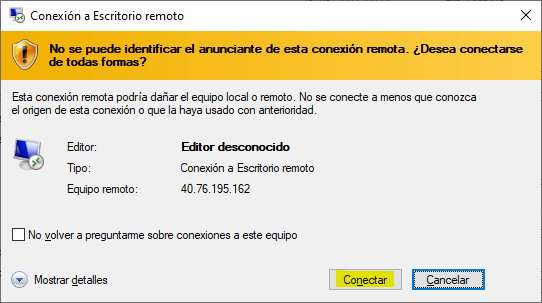 Conexión a Escritorio remoto
No se puede identificar el anunciante de esta conexión remota. ¿Desea conectarse
de todas formas?
Esta conexión remota podría dañar el equipo local o remoto. No se conecte a menos que conozca
el origen de esta conexión o que la haya usado con anterioridad.
Editor: Editor desconocido
Tipo: Conexión a Escritorio remoto
Equipo remoto: 40.76.195.162
No volver a preguntarme sobre conexiones a este equipo
Mostrar detalles Conectar Cancelar